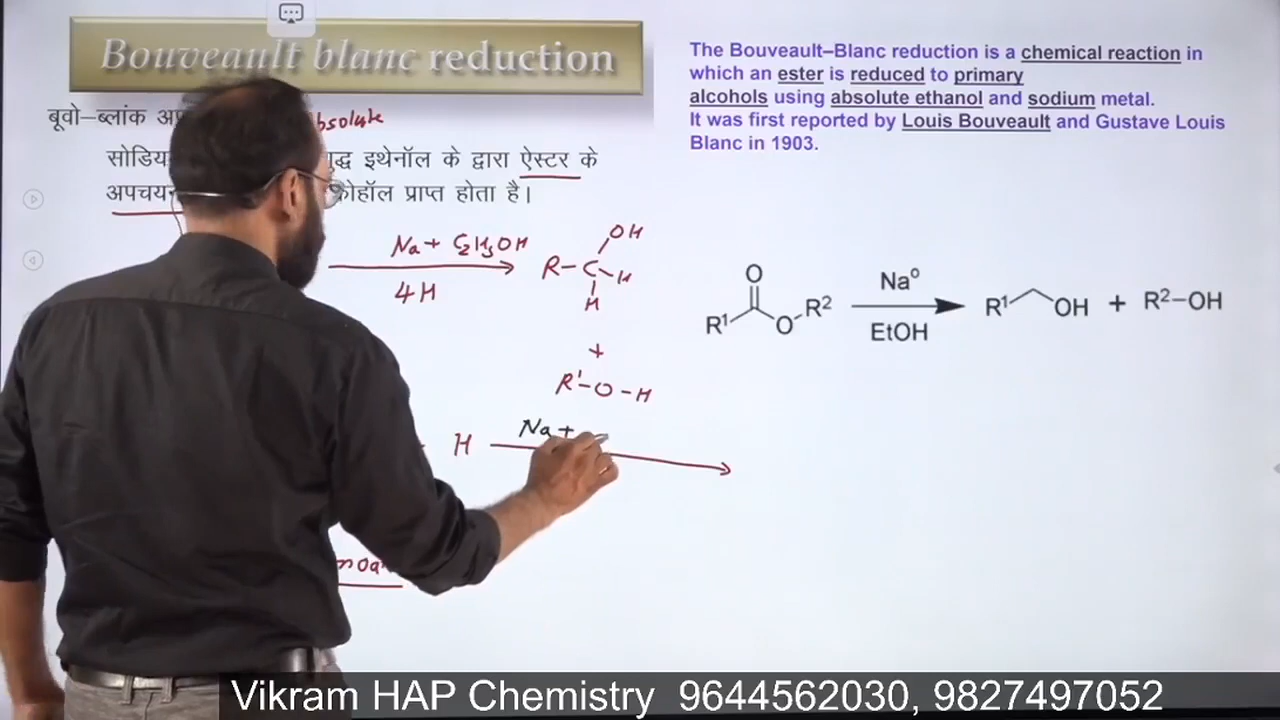 Bouveault blanc reduction
बूवो–ब्लांक
absolute
शुद्ध इथेनॉल के द्वारा ऐस्टर के
अपचयन
प्राप्त होता है।
Na + C₂H₅OH
4H
OH
R–C–H
H
+
R'–O–H
H
Na +
The Bouveault–Blanc reduction is a chemical reaction in
which an ester is reduced to primary
alcohols using absolute ethanol and sodium metal.
It was first reported by Louis Bouveault and Gustave Louis
Blanc in 1903.
O
R¹ O–R²
Na⁰
EtOH
R¹ OH + R²–OH
Vikram HAP Chemistry 9644562030, 9827497052